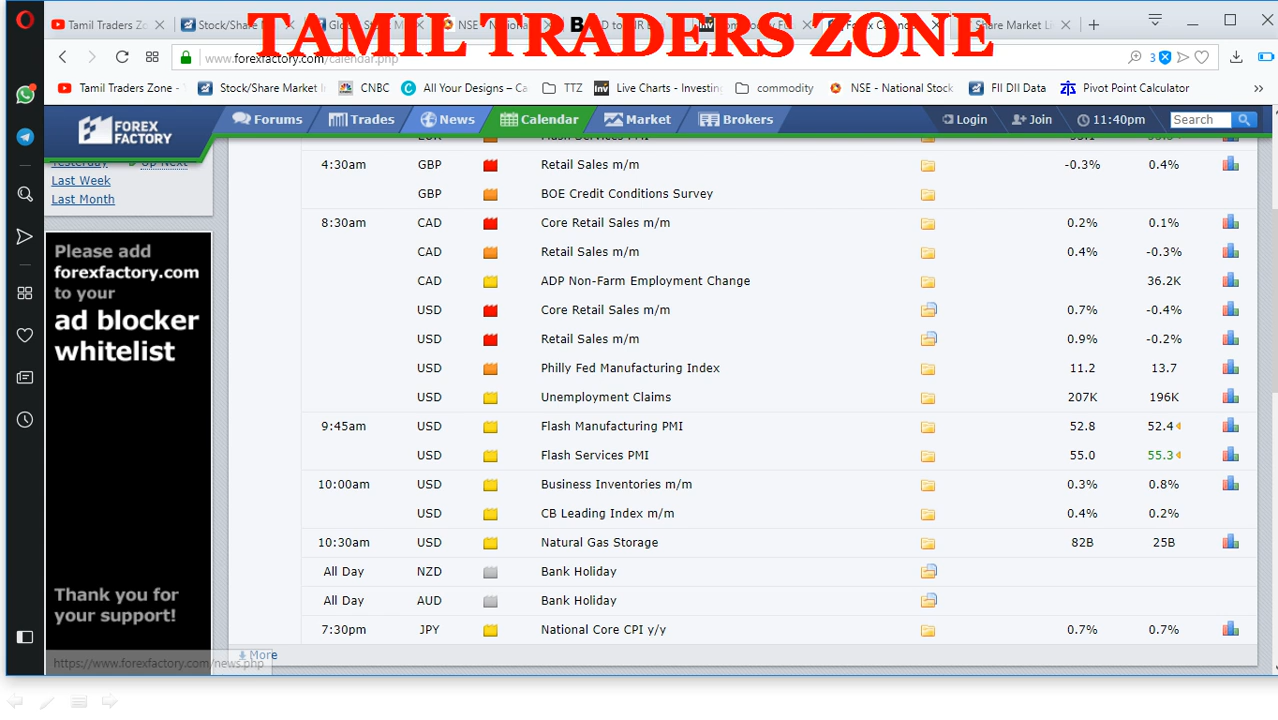 TAMIL TRADERS ZONE
Tamil Traders Zo
Stock/Share
NSE - National
Share Market Li
www.forexfactory.com/calendar.php
3
Tamil Traders Zone -
Stock/Share Market I
CNBC
All Your Designs – Ca
TTZ
Live Charts - Investin
commodity
NSE - National Stock
FII DII Data
Pivot Point Calculator
FOREX
FACTORY
Forums
Trades
News
Calendar
Market
Brokers
Login
Join
11:40pm
Search
Yesterday
Up Next
Last Week
Last Month
Please add
forexfactory.com
to your
ad blocker
whitelist
Thank you for
your support!
4:30am GBP Retail Sales m/m -0.3% 0.4%
GBP BOE Credit Conditions Survey
8:30am CAD Core Retail Sales m/m 0.2% 0.1%
CAD Retail Sales m/m 0.4% -0.3%
CAD ADP Non-Farm Employment Change 36.2K
USD Core Retail Sales m/m 0.7% -0.4%
USD Retail Sales m/m 0.9% -0.2%
USD Philly Fed Manufacturing Index 11.2 13.7
USD Unemployment Claims 207K 196K
9:45am USD Flash Manufacturing PMI 52.8 52.4
USD Flash Services PMI 55.0 55.3
10:00am USD Business Inventories m/m 0.3% 0.8%
USD CB Leading Index m/m 0.4% 0.2%
10:30am USD Natural Gas Storage 82B 25B
All Day NZD Bank Holiday
All Day AUD Bank Holiday
7:30pm JPY National Core CPI y/y 0.7% 0.7%
More
https://www.forexfactory.com/news.php